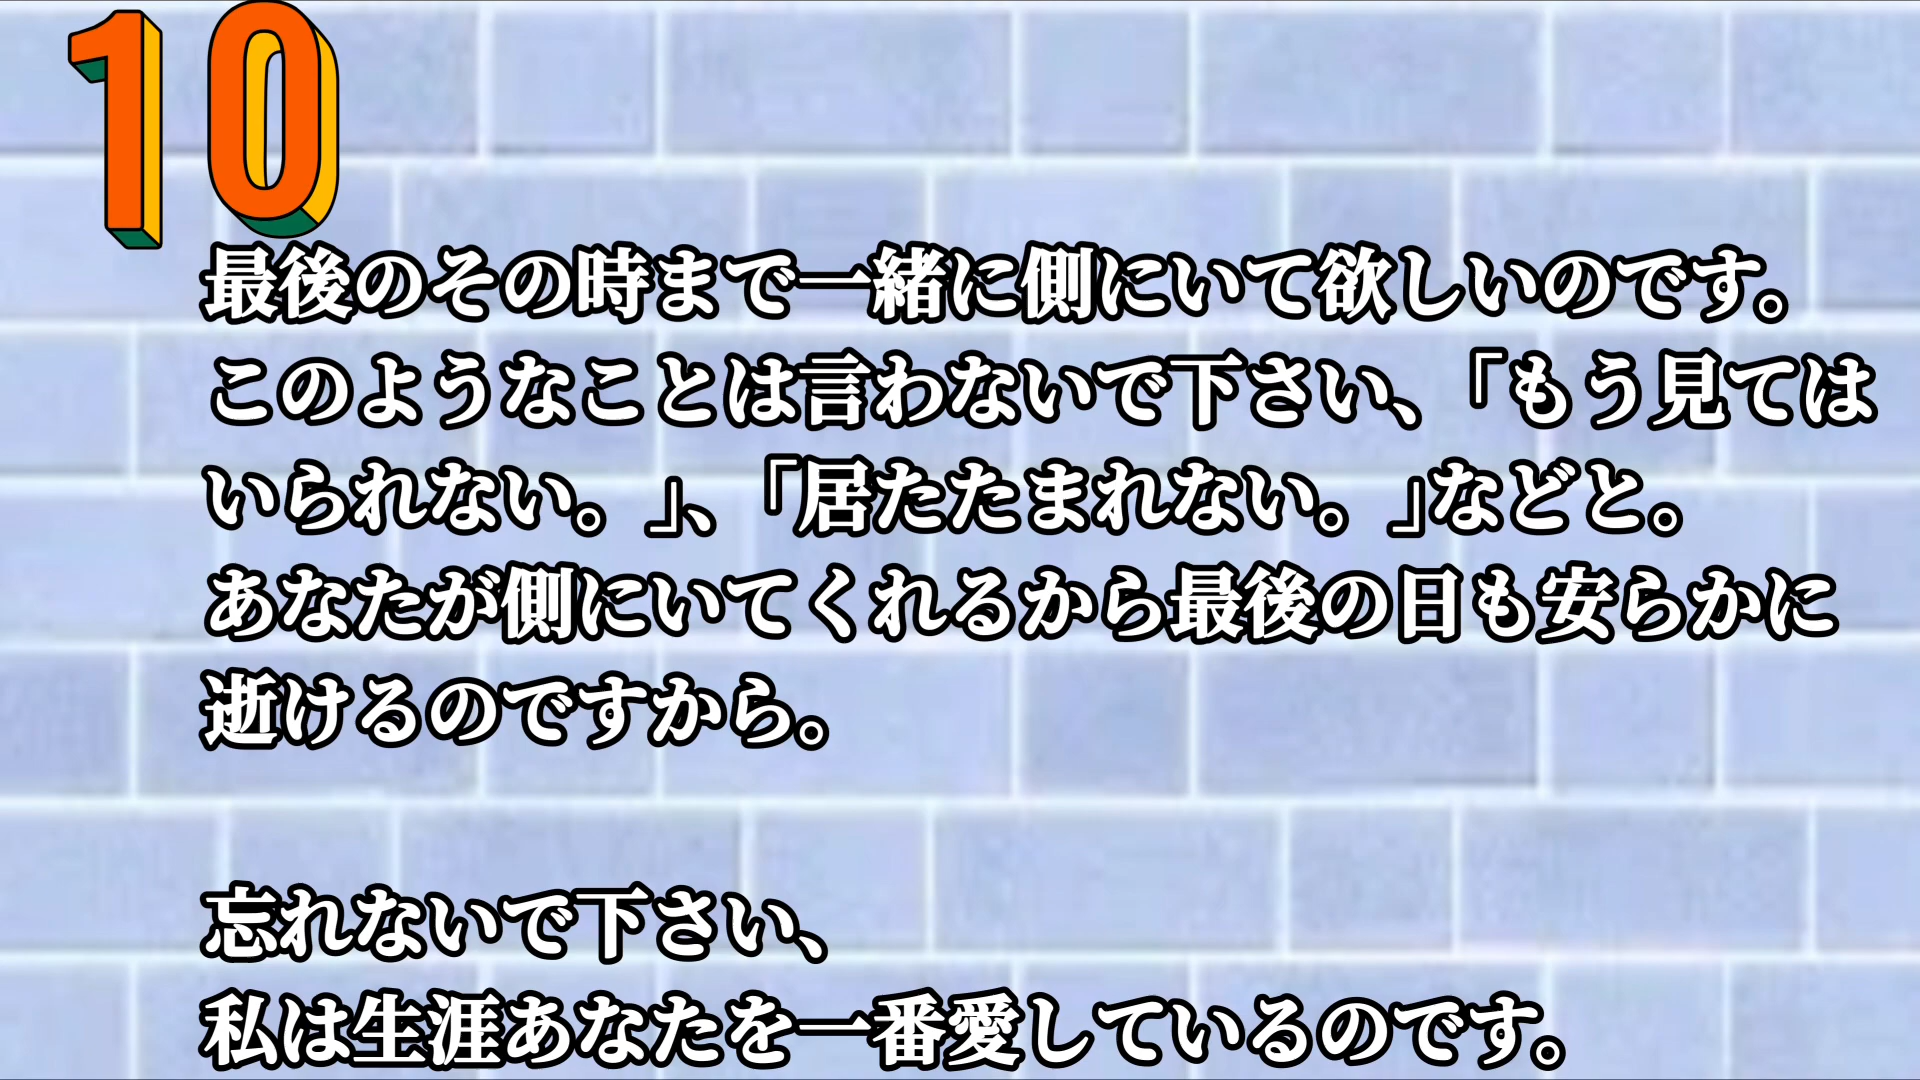 10
最後のその時まで一緒に側にいて欲しいのです。
このようなことは言わないで下さい、「もう見ては
いられない。」、「居たたまれない。」などと。
あなたが側にいてくれるから最後の日も安らかに
逝けるのですから。
忘れないで下さい、
私は生涯あなたを一番愛しているのです。